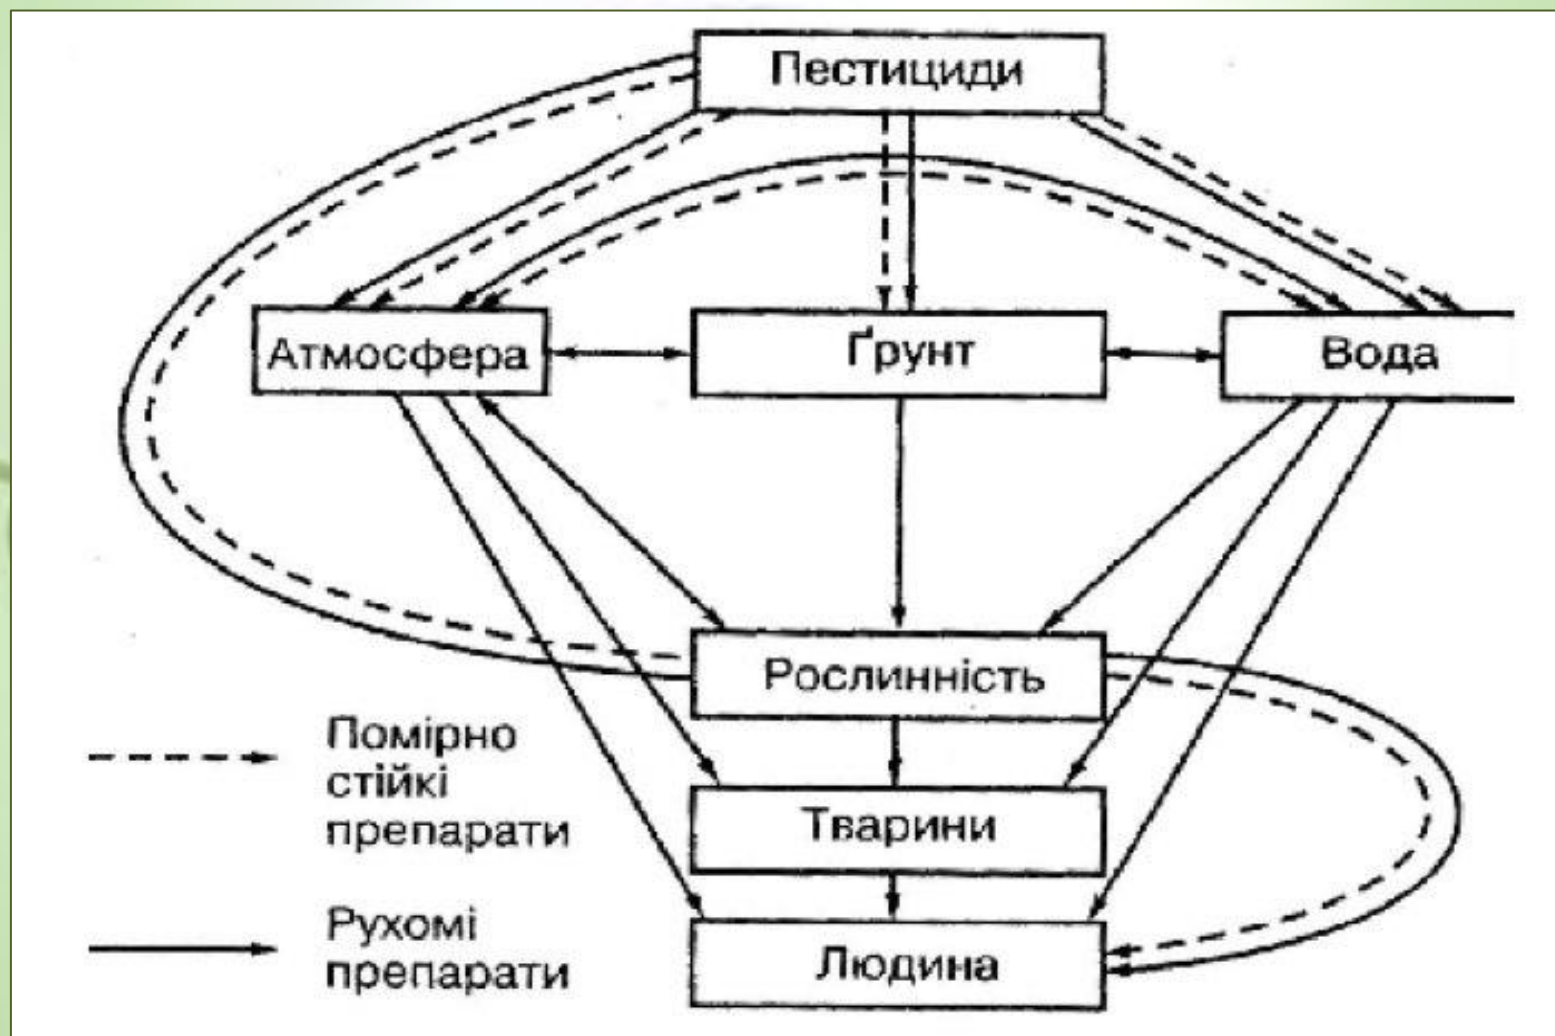 Пестициди
Атмосфера
Ґрунт
Вода
Рослинність
Тварини
Людина
Помірно
стійкі
препарати
Рухомі
препарати